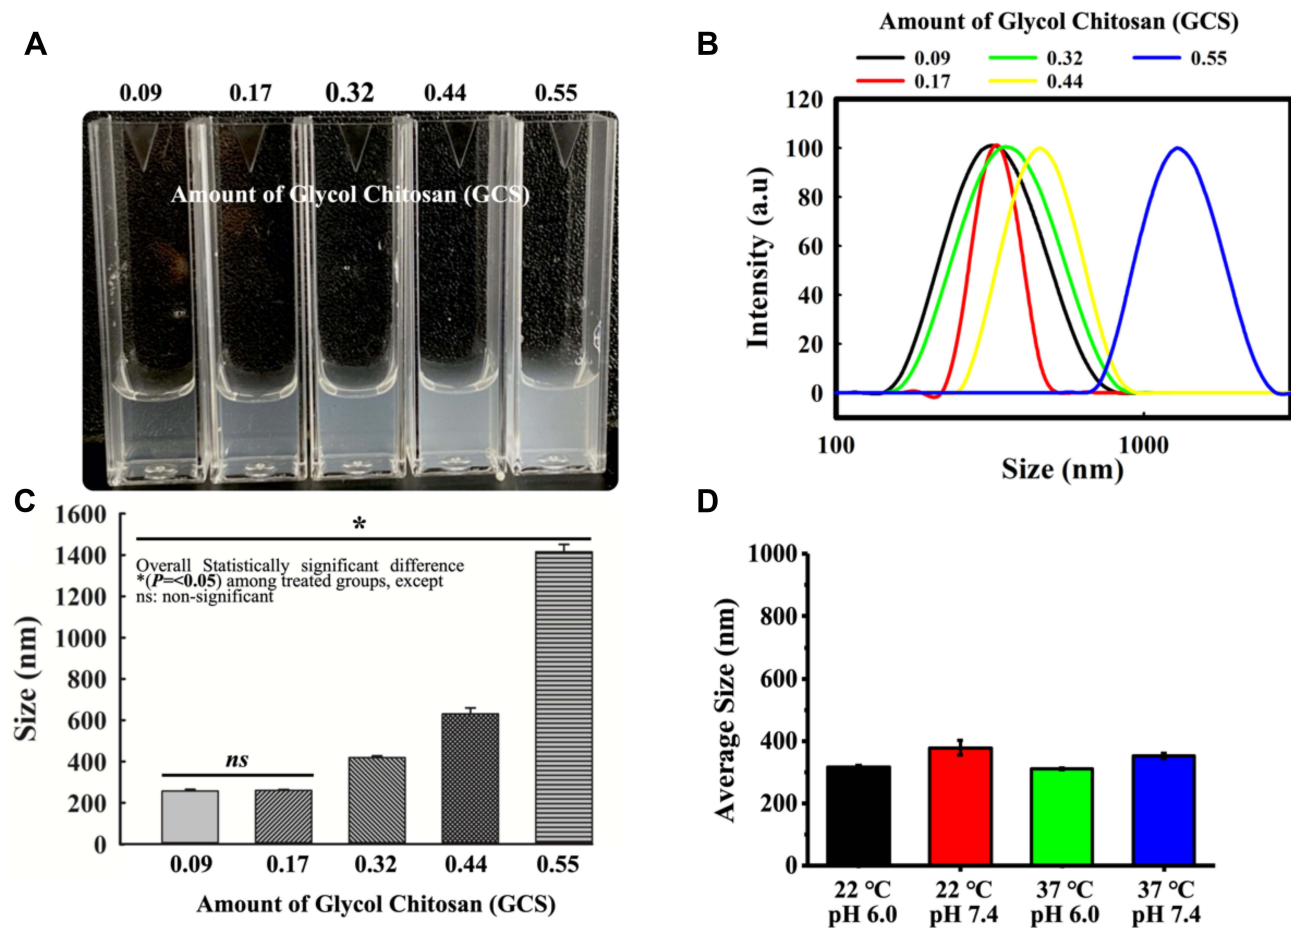 A
0.09 0.17 0.32 0.44 0.55
Amount of Glycol Chitosan (GCS)
B
Amount of Glycol Chitosan (GCS)
0.09 0.32 0.55
0.17 0.44
120
100
80
60
40
20
0
Intensity (a.u)
100 1000
Size (nm)
C
1600
1400
1200
1000
800
600
400
200
0
Size (nm)
*
Overall Statistically significant difference
*(P=<0.05) among treated groups, except
ns: non-significant
ns
0.09 0.17 0.32 0.44 0.55
Amount of Glycol Chitosan (GCS)
D
1000
800
600
400
200
0
Average Size (nm)
22 °C 22 °C 37 °C 37 °C
pH 6.0 pH 7.4 pH 6.0 pH 7.4